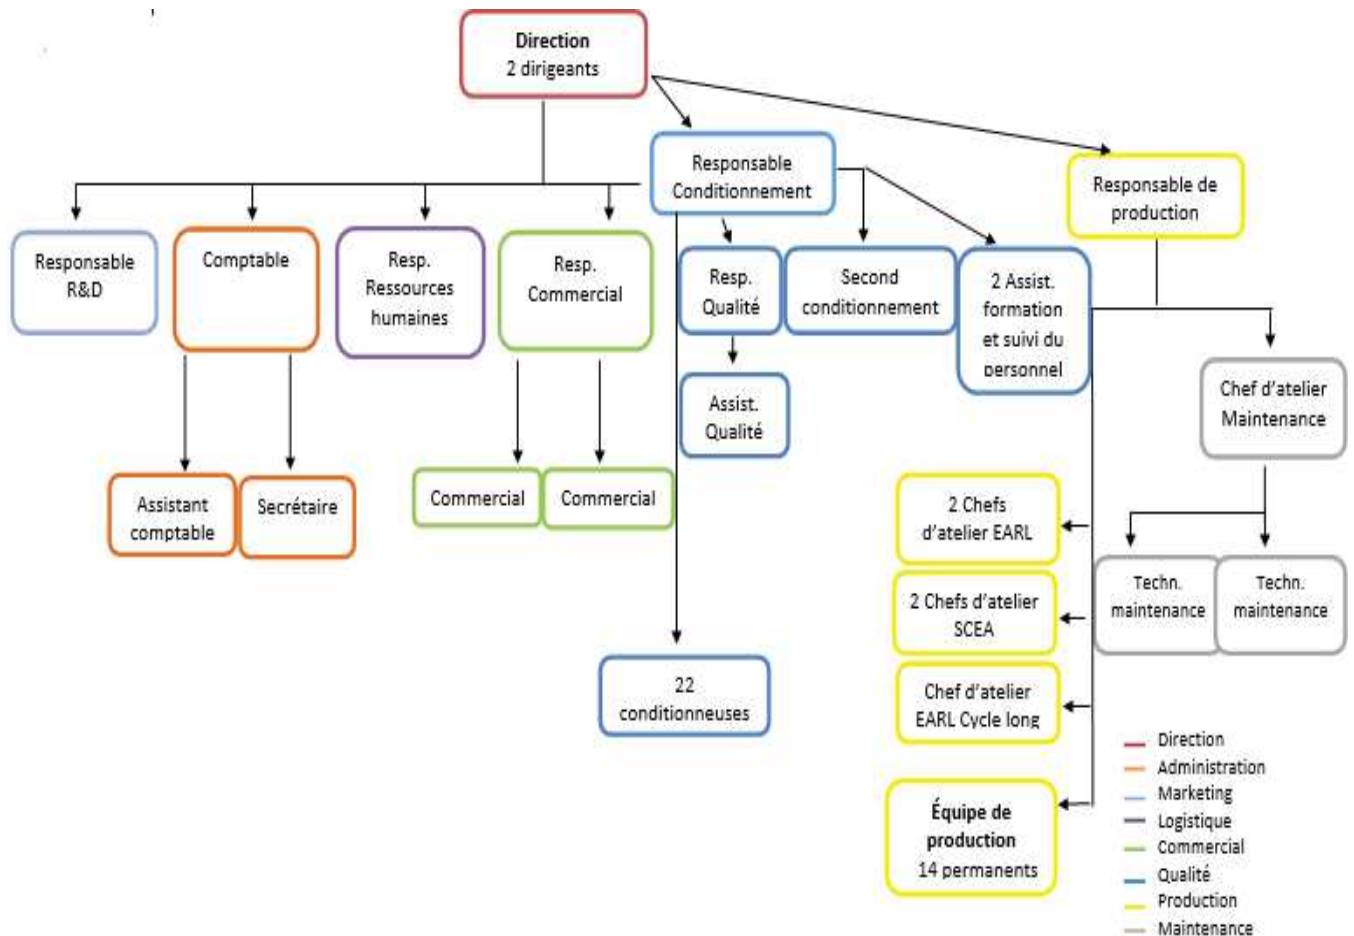 Direction
2 dirigeants
Responsable
Conditionnement
Responsable de
production
Responsable
R&D
Comptable
Resp.
Ressources
humaines
Resp.
Commercial
Resp.
Qualité
Second
conditionnement
2 Assist.
formation
et suivi du
personnel
Chef d'atelier
Maintenance
Assist.
Qualité
Assistant
comptable
Secrétaire
Commercial
Commercial
2 Chefs
d'atelier EARL
2 Chefs d'atelier
SCEA
Chef d'atelier
EARL Cycle long
Techn.
maintenance
Techn.
maintenance
22
conditionneuses
Équipe de
production
14 permanents
Direction
Administration
Marketing
Logistique
Commercial
Qualité
Production
Maintenance